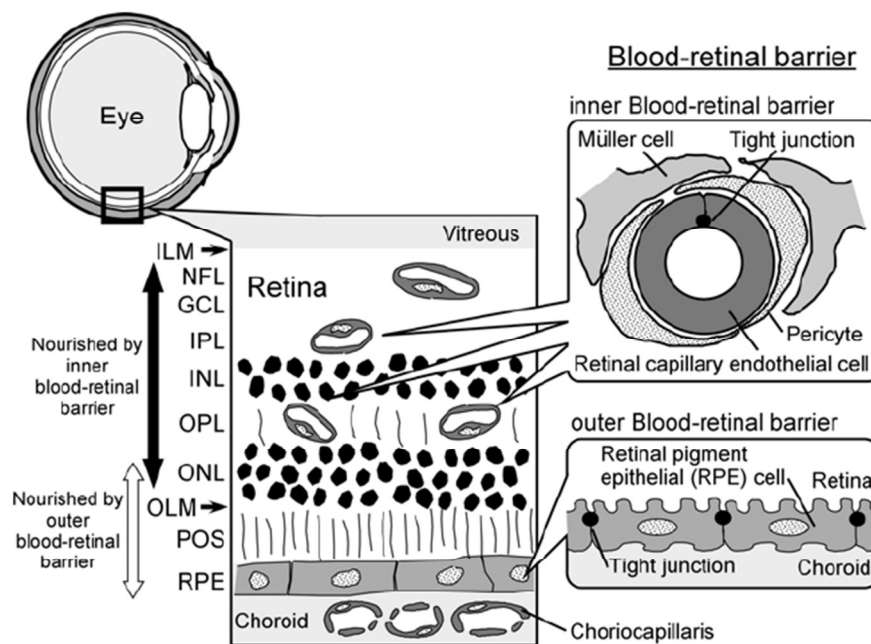 Blood-retinal barrier
Eye
inner Blood-retinal barrier
Müller cell
Tight junction
Pericyte
Retinal capillary endothelial cell
Vitreous
Retina
ILM
NFL
GCL
IPL
INL
OPL
ONL
OLM
POS
RPE
Nourished by
inner
blood-retinal
barrier
Nourished by
outer
blood-retinal
barrier
Choroid
Choriocapillaris
outer Blood-retinal barrier
Retinal pigment
epithelial (RPE) cell
Retina
Tight junction
Choroid